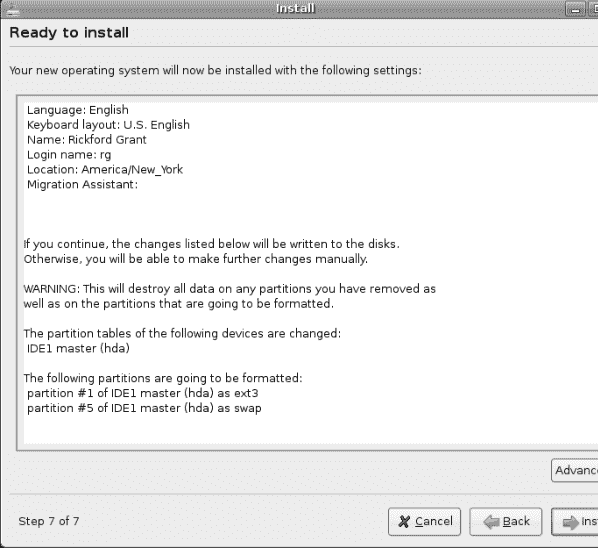 Install
Ready to install
Your new operating system will now be installed with the following settings:
Language: English
Keyboard layout: U.S. English
Name: Rickford Grant
Login name: rg
Location: America/New_York
Migration Assistant:
If you continue, the changes listed below will be written to the disks.
Otherwise, you will be able to make further changes manually.
WARNING: This will destroy all data on any partitions you have removed as
well as on the partitions that are going to be formatted.
The partition tables of the following devices are changed:
IDE1 master (hda)
The following partitions are going to be formatted:
partition #1 of IDE1 master (hda) as ext3
partition #5 of IDE1 master (hda) as swap
Advanc
Step 7 of 7
Cancel
Back
Ins